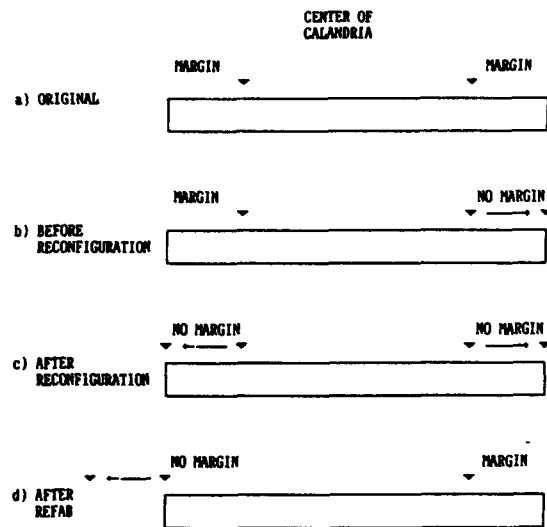 CENTER OF
CALANDRIA
MARGIN MARGIN
a) ORIGINAL
MARGIN NO MARGIN
b) BEFORE
RECONFIGURATION
NO MARGIN NO MARGIN
c) AFTER
RECONFIGURATION
NO MARGIN MARGIN
d) AFTER
REFAB